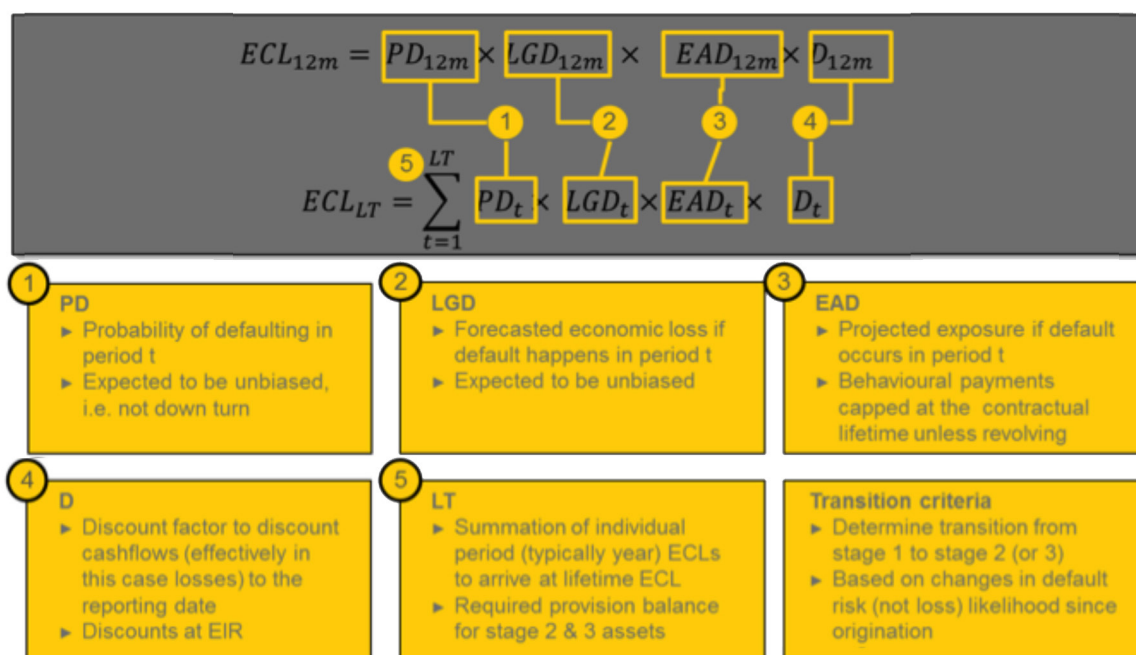 ECL₁₂ₘ = PD₁₂ₘ × LGD₁₂ₘ × EAD₁₂ₘ × D₁₂ₘ
1 2 3 4
5
ECL_LT = ∑_{t=1}^{LT} PDₜ × LGDₜ × EADₜ × Dₜ
1
PD
► Probability of defaulting in
period t
► Expected to be unbiased,
i.e. not down turn
2
LGD
► Forecasted economic loss if
default happens in period t
► Expected to be unbiased
3
EAD
► Projected exposure if default
occurs in period t
► Behavioural payments
capped at the contractual
lifetime unless revolving
4
D
► Discount factor to discount
cashflows (effectively in
this case losses) to the
reporting date
► Discounts at EIR
5
LT
► Summation of individual
period (typically year) ECLs
to arrive at lifetime ECL
► Required provision balance
for stage 2 & 3 assets
Transition criteria
► Determine transition from
stage 1 to stage 2 (or 3)
► Based on changes in default
risk (not loss) likelihood since
origination